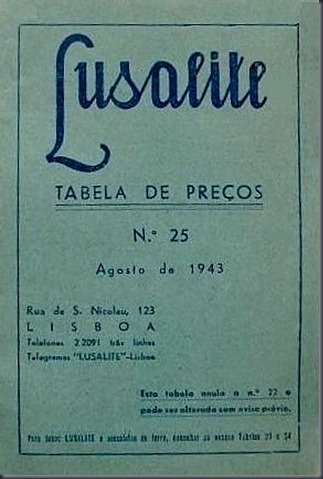 Lusalite
TABELA DE PREÇOS
N.º 25
Agosto de 1943
Rua de S. Nicolau, 123
LISBOA
Telefones 2 2091 três linhas
Telegramas "LUSALITE"-Lisboa
Esta tabela anula a n.º 22 e
pode ser alterada sem aviso prévio.
Para tubos LUSALITE e acessórios de ferro, consultar as nossas Tabelas 23 e 24